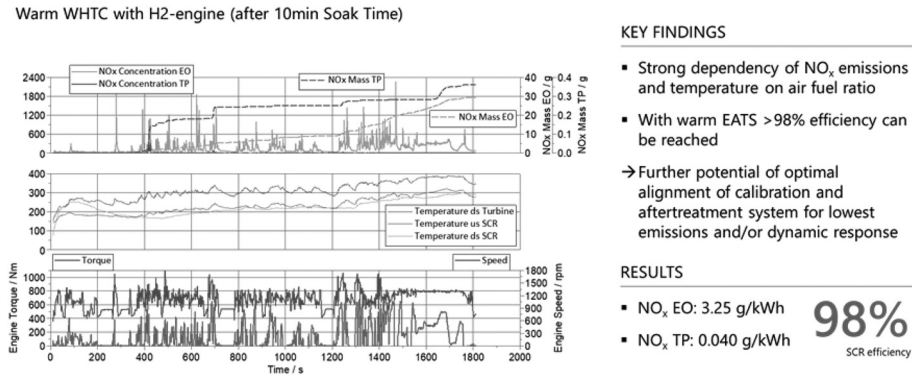 Warm WHTC with H2-engine (after 10min Soak Time)
NOx Concentration EO
NOx Concentration TP
NOx Mass TP
NOx Mass EO
2400
1800
1200
600
0
40
30
20
10
0
NOx Mass EO / g
0.4
0.3
0.2
0.1
0.0
NOx Mass TP / g
400
300
200
100
Temperature ds Turbine
Temperature us SCR
Temperature ds SCR
Torque
Speed
Engine Torque / Nm
1000
800
600
400
200
0
1800
1500
1200
900
600
300
0
Engine Speed / rpm
0 200 400 600 800 1000 1200 1400 1600 1800 2000
Time / s
KEY FINDINGS
▪ Strong dependency of NOx emissions
and temperature on air fuel ratio
▪ With warm EATS >98% efficiency can
be reached
→ Further potential of optimal
alignment of calibration and
aftertreatment system for lowest
emissions and/or dynamic response
RESULTS
▪ NOx EO: 3.25 g/kWh
▪ NOx TP: 0.040 g/kWh
98%
SCR efficiency